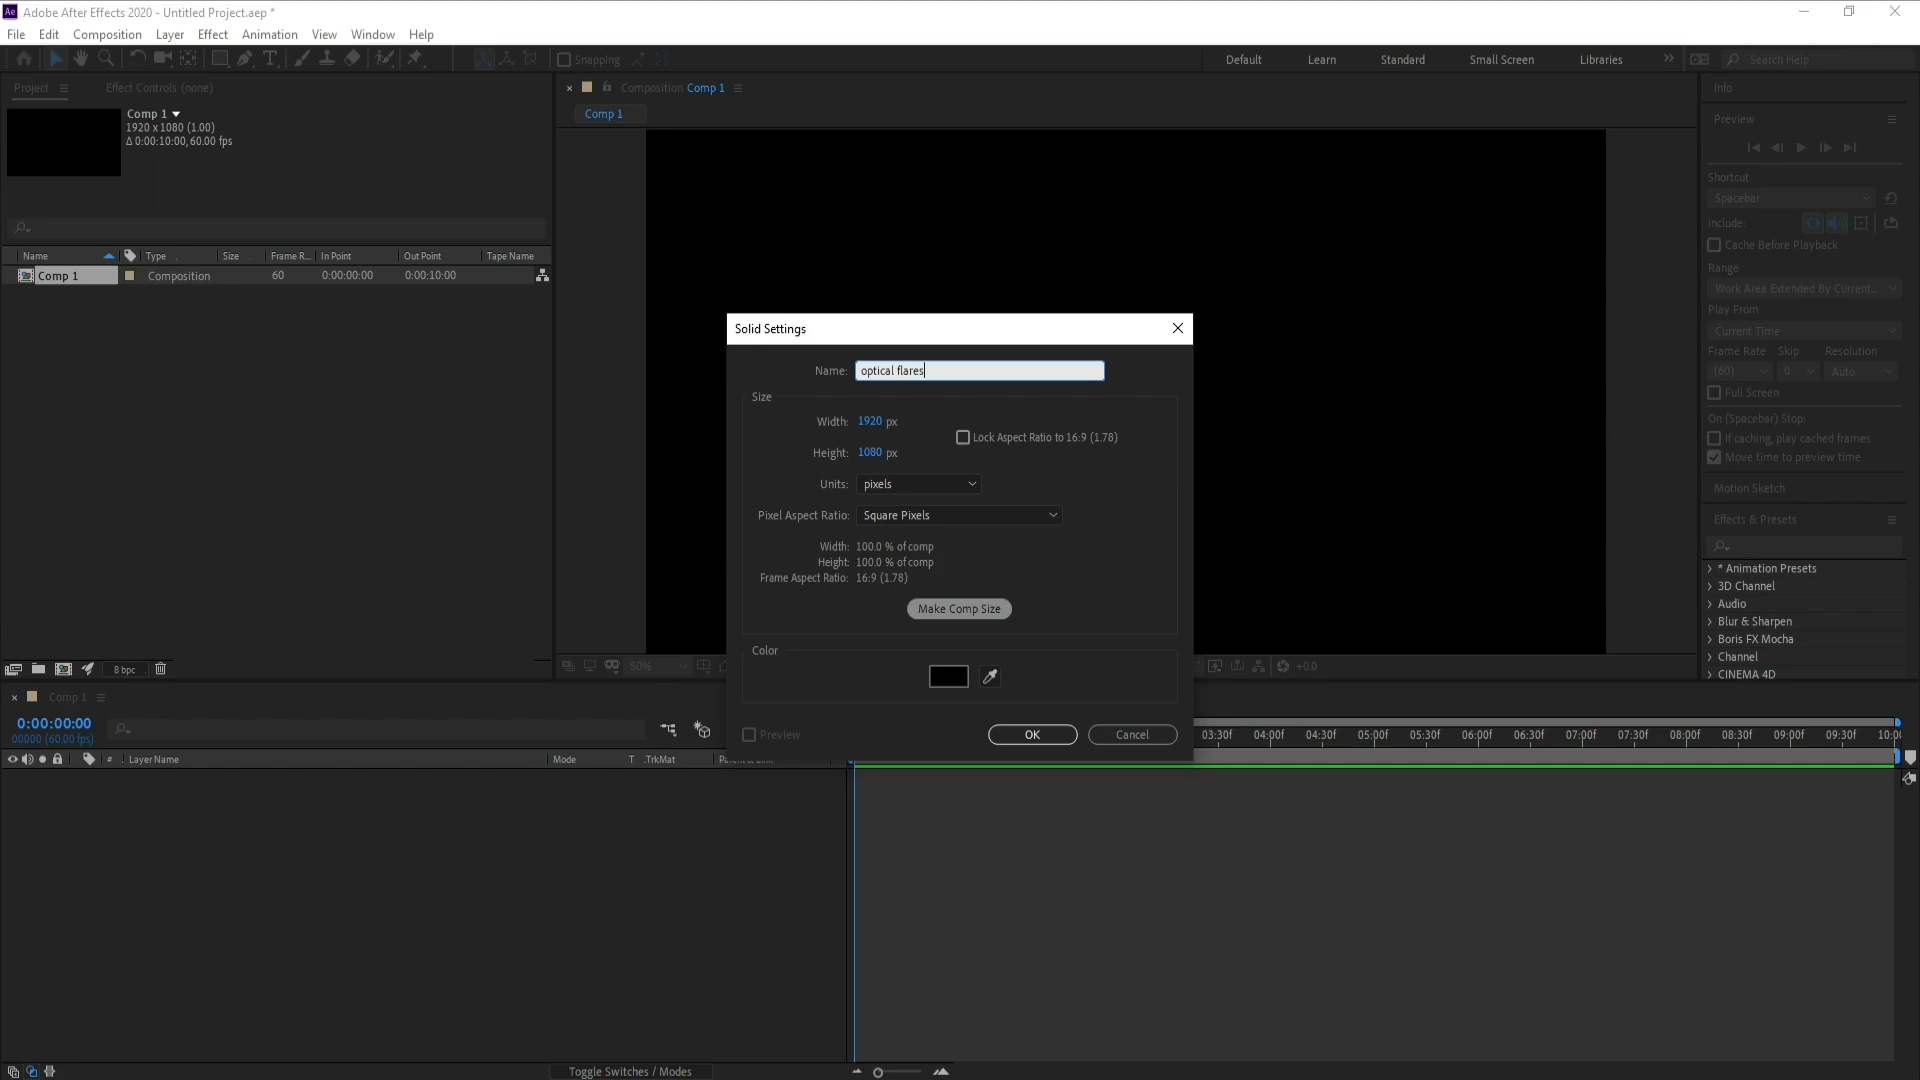 Ae Adobe After Effects 2020 - Untitled Project.aep *
File Edit Composition Layer Effect Animation View Window Help
Snapping
Default Learn Standard Small Screen Libraries
Search Help
Project Effect Controls (none)
Comp 1
1920 x 1080 (1.00)
Δ 0:00:10:00, 60.00 fps
Name Type Size Frame R... In Point Out Point Tape Name
Comp 1 Composition 60 0:00:00:00 0:00:10:00
8 bpc
Composition Comp 1
Comp 1
50%
+0.0
Solid Settings
Name: optical flares
Size
Width: 1920 px
Lock Aspect Ratio to 16:9 (1.78)
Height: 1080 px
Units: pixels
Pixel Aspect Ratio: Square Pixels
Width: 100.0 % of comp
Height: 100.0 % of comp
Frame Aspect Ratio: 16:9 (1.78)
Make Comp Size
Color
Preview
OK Cancel
Info
Preview
Shortcut
Spacebar
Include:
Cache Before Playback
Range
Work Area Extended By Current...
Play From
Current Time
Frame Rate Skip Resolution
(60) 0 Auto
Full Screen
On (Spacebar) Stop:
If caching, play cached frames
Move time to preview time
Motion Sketch
Effects & Presets
* Animation Presets
3D Channel
Audio
Blur & Sharpen
Boris FX Mocha
Channel
CINEMA 4D
Comp 1
0:00:00:00
00000 (60.00 fps)
03:30f 04:00f 04:30f 05:00f 05:30f 06:00f 06:30f 07:00f 07:30f 08:00f 08:30f 09:00f 09:30f 10:00
# Layer Name Mode T .TrkMat
Toggle Switches / Modes